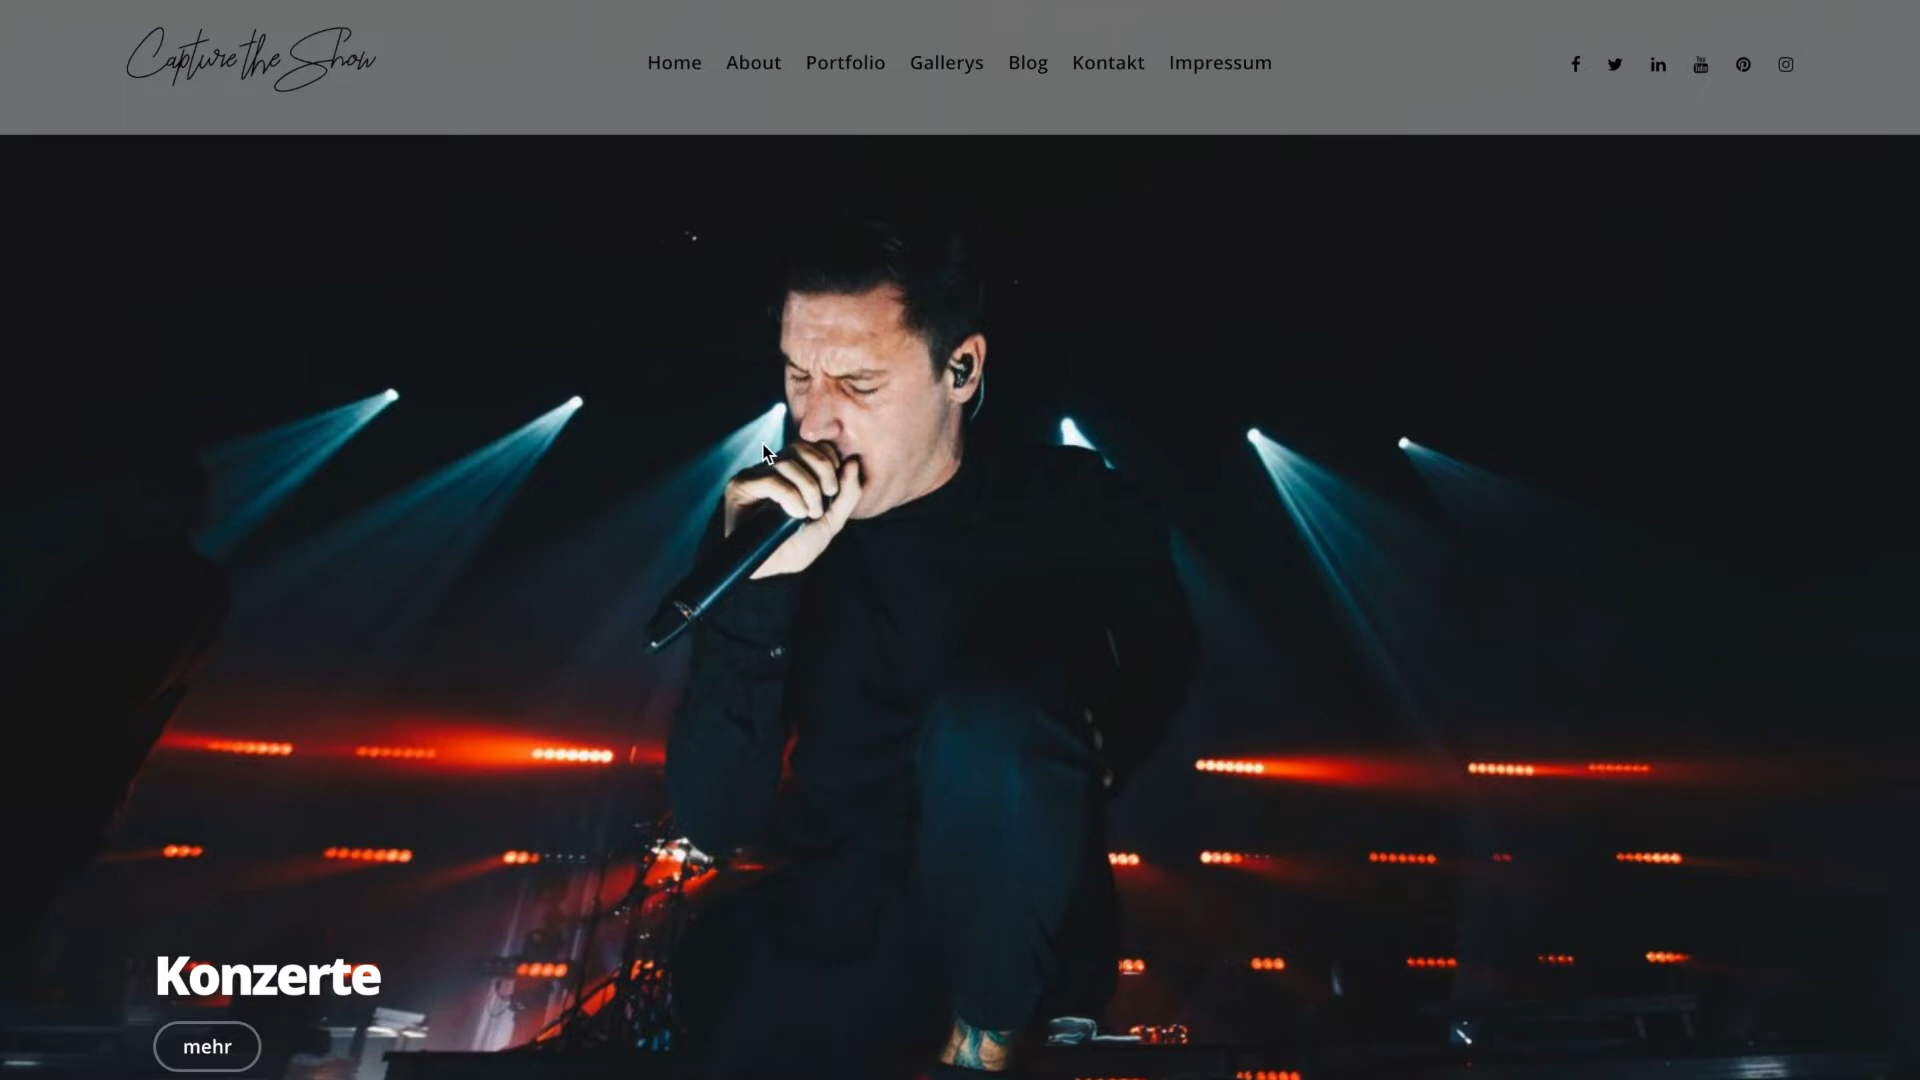 Capture the Show
Home About Portfolio Gallerys Blog Kontakt Impressum
Konzerte
mehr